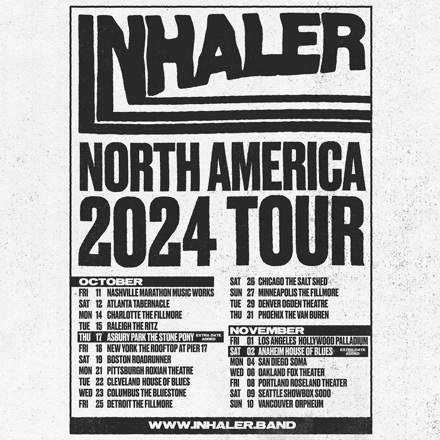 INHALER
NORTH AMERICA
2024 TOUR
OCTOBER
FRI 11 NASHVILLE MARATHON MUSIC WORKS
SAT 12 ATLANTA TABERNACLE
MON 14 CHARLOTTE THE FILLMORE
TUE 15 RALEIGH THE RITZ
THU 17 ASBURY PARK THE STONE PONY EXTRA DATE ADDED
FRI 18 NEW YORK THE ROOFTOP AT PIER 17
SAT 19 BOSTON ROADRUNNER
MON 21 PITTSBURGH ROXIAN THEATRE
TUE 22 CLEVELAND HOUSE OF BLUES
WED 23 COLUMBUS THE BLUESTONE
FRI 25 DETROIT THE FILLMORE
SAT 26 CHICAGO THE SALT SHED
SUN 27 MINNEAPOLIS THE FILLMORE
TUE 29 DENVER OGDEN THEATRE
THU 31 PHOENIX THE VAN BUREN
NOVEMBER
FRI 01 LOS ANGELES HOLLYWOOD PALLADIUM
SAT 02 ANAHEIM HOUSE OF BLUES EXTRA DATE ADDED
MON 04 SAN DIEGO SOMA
WED 06 OAKLAND FOX THEATER
FRI 08 PORTLAND ROSELAND THEATER
SAT 09 SEATTLE SHOWBOX SODO
SUN 10 VANCOUVER ORPHEUM
WWW.INHALER.BAND